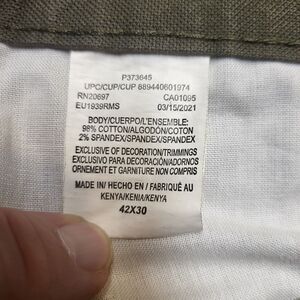 P373645
UPC/CUP/CUP 889440601974
RN20697 CA01095
EU1939RMS 03/15/2021
BODY/CUERPO/L'ENSEMBLE:
98% COTTON/ALGODÓN/COTON
2% SPANDEX/SPANDEX/SPANDEX
EXCLUSIVE OF DECORATION/TRIMMINGS
EXCLUSIVO PARA DECORACIÓN/ADORNOS
ORNEMENT ET GARNITURE NON COMPRIS
MADE IN/ HECHO EN / FABRIQUÉ AU
KENYA/KENIA/KENYA
42X30